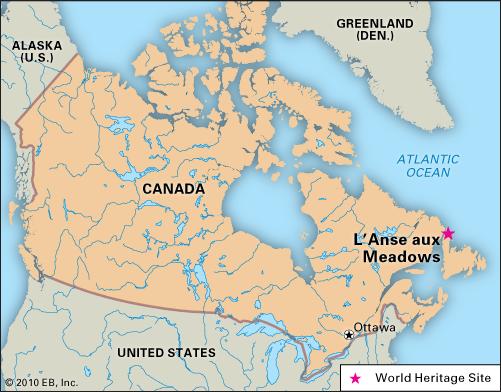 ALASKA
(U.S.)
GREENLAND
(DEN.)
ATLANTIC
OCEAN
CANADA
L'Anse aux
Meadows
Ottawa
UNITED STATES
© 2010 EB, Inc.
World Heritage Site